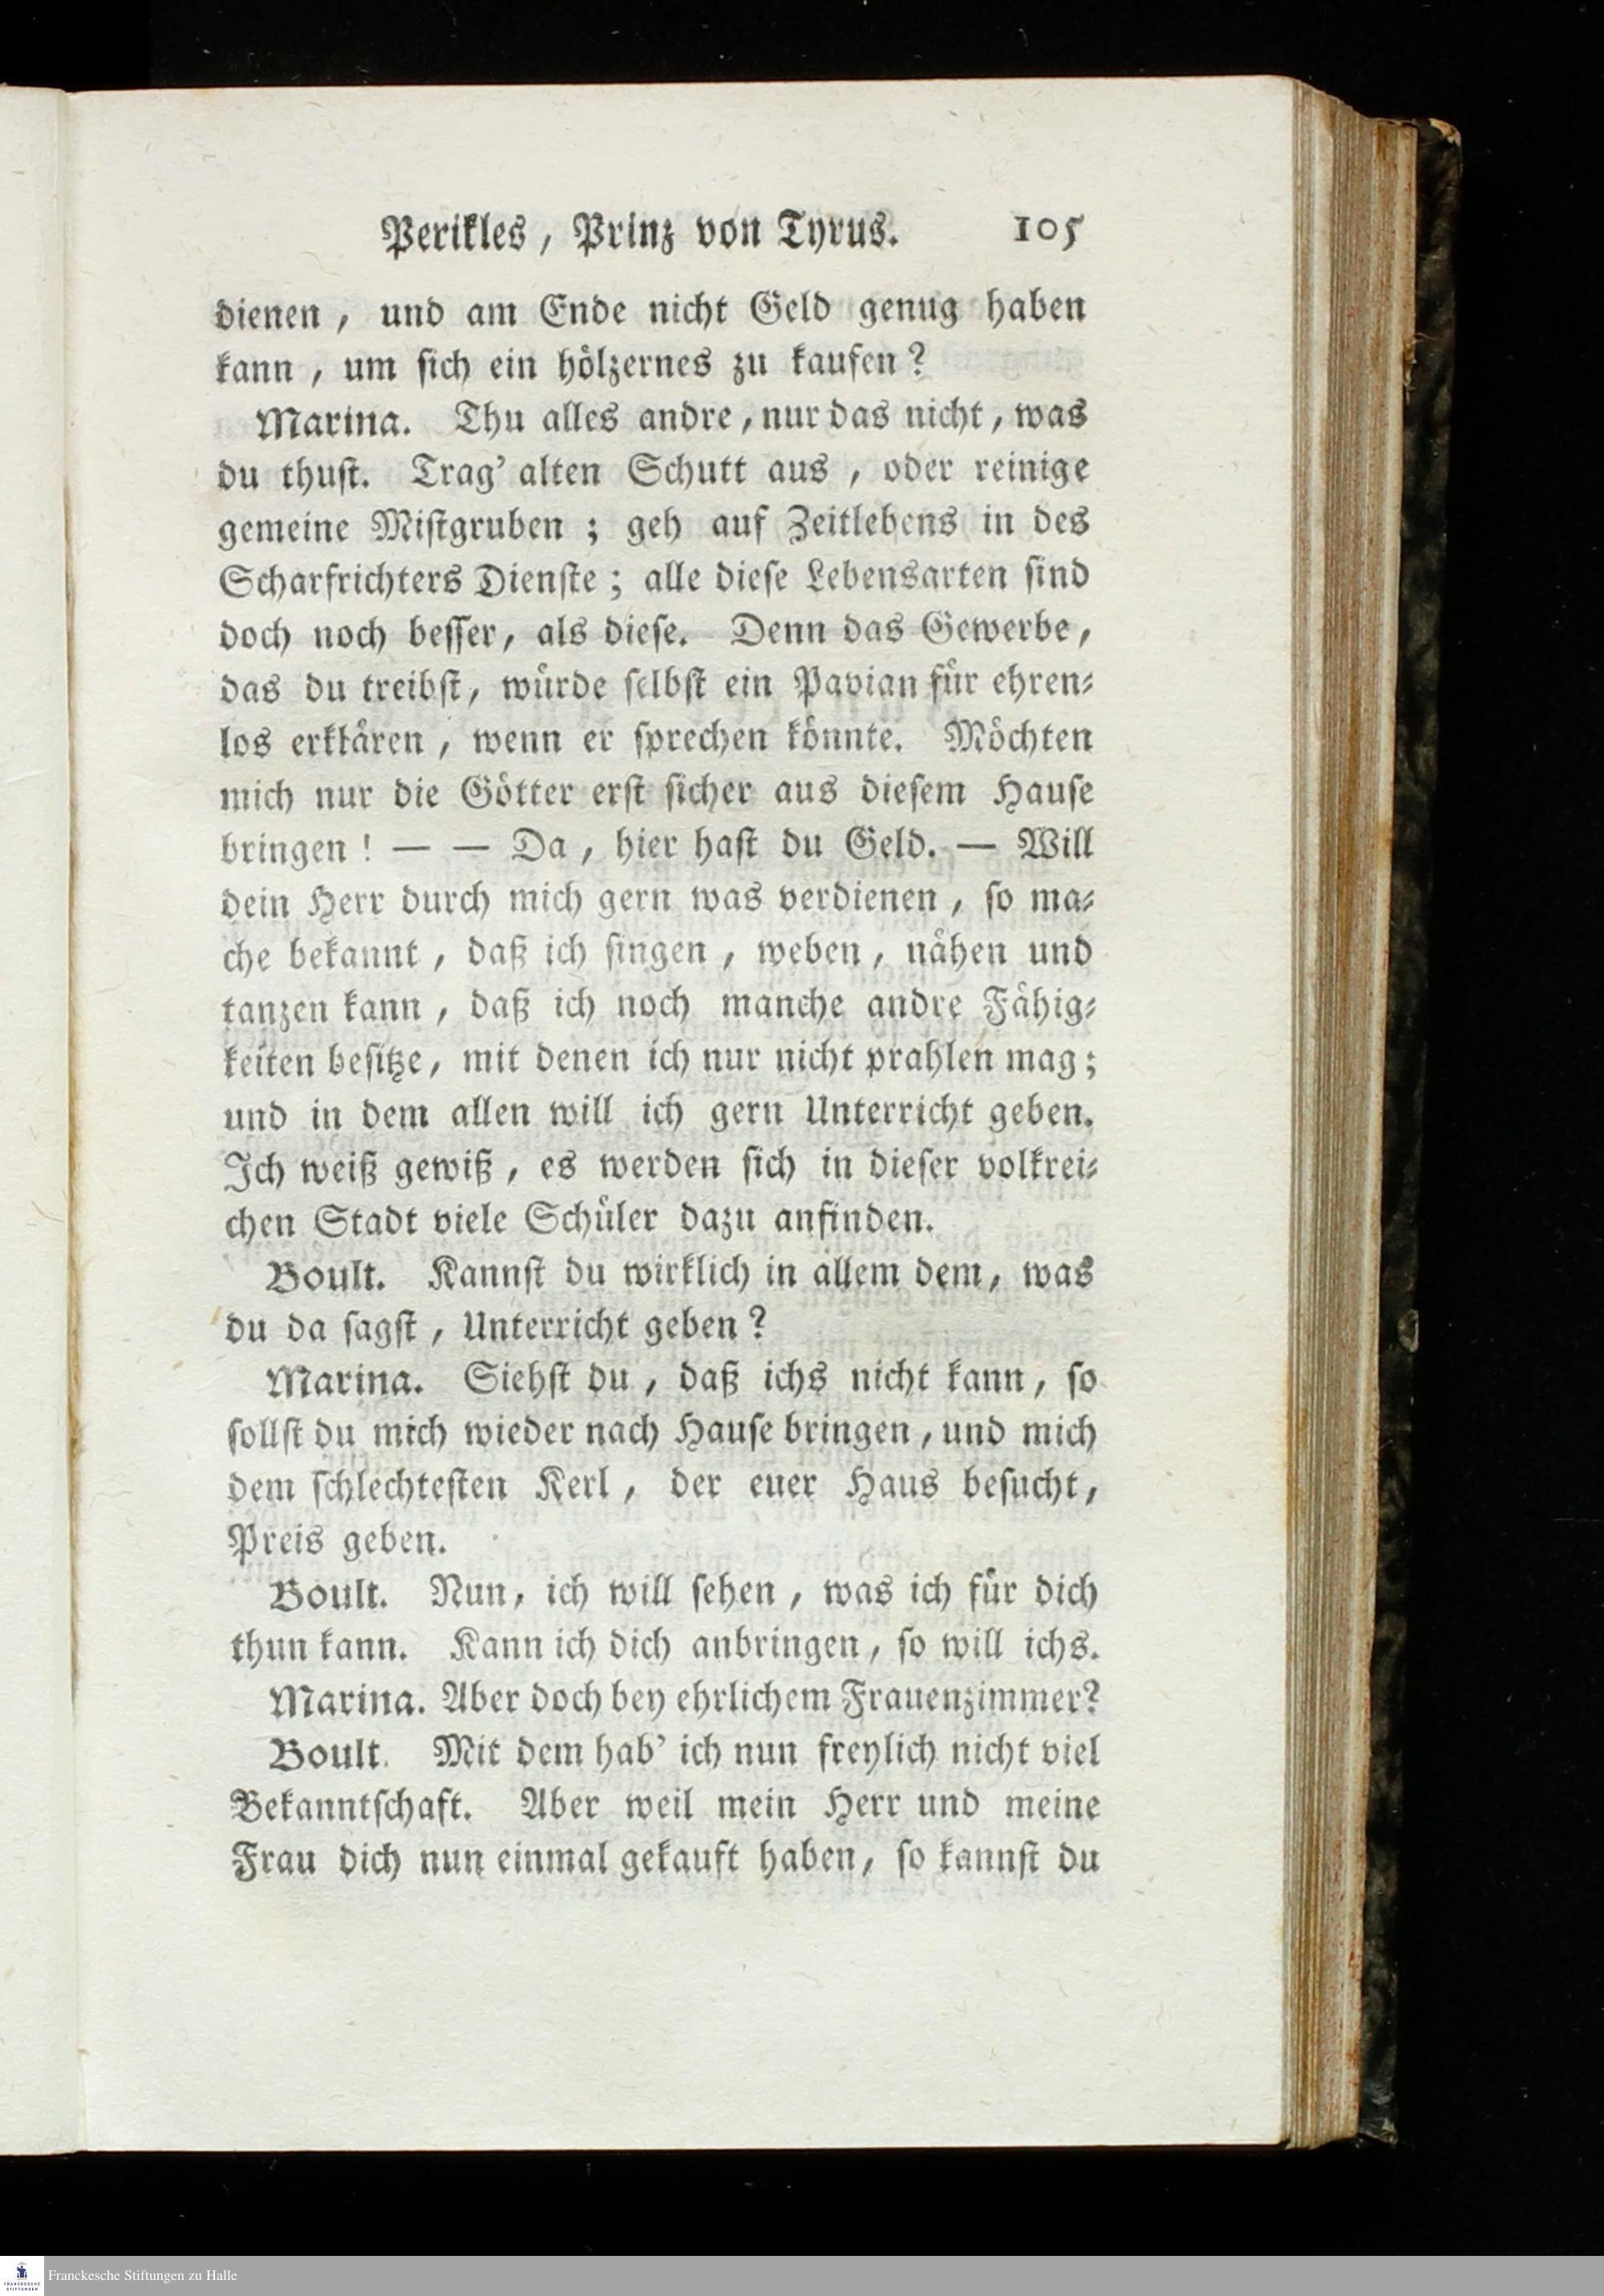 Perikles, Prinz von Tyrus. 105
dienen, und am Ende nicht Geld genug haben
kann, um ſich ein hölzernes zu kaufen?
Marina. Thu alles andre, nur das nicht, was
du thuſt. Trag' alten Schutt aus, oder reinige
gemeine Miſtgruben; geh auf Zeitlebens in des
Scharfrichters Dienſte; alle dieſe Lebensarten ſind
doch noch beſſer, als dieſe. Denn das Gewerbe,
das du treibſt, würde ſelbſt ein Pavian für ehren⸗
los erklären, wenn er ſprechen könnte. Möchten
mich nur die Götter erſt ſicher aus dieſem Hauſe
bringen! — — Da, hier haſt du Geld. — Will
dein Herr durch mich gern was verdienen, ſo ma⸗
che bekannt, daß ich ſingen, weben, nähen und
tanzen kann, daß ich noch manche andre Fähig⸗
keiten beſitze, mit denen ich nur nicht prahlen mag;
und in dem allen will ich gern Unterricht geben.
Ich weiß gewiß, es werden ſich in dieſer volkrei⸗
chen Stadt viele Schüler dazu anfinden.
Boult. Kannſt du wirklich in allem dem, was
du da ſagſt, Unterricht geben?
Marina. Siehſt du, daß ichs nicht kann, ſo
ſollſt du mich wieder nach Hauſe bringen, und mich
dem ſchlechteſten Kerl, der euer Haus beſucht,
Preis geben.
Boult. Nun, ich will ſehen, was ich für dich
thun kann. Kann ich dich anbringen, ſo will ichs.
Marina. Aber doch bey ehrlichem Frauenzimmer?
Boult. Mit dem hab' ich nun freylich nicht viel
Bekanntſchaft. Aber weil mein Herr und meine
Frau dich nun einmal gekauft haben, ſo kannſt du
FRANCKESCHE
STIFTUNGEN
Franckesche Stiftungen zu Halle